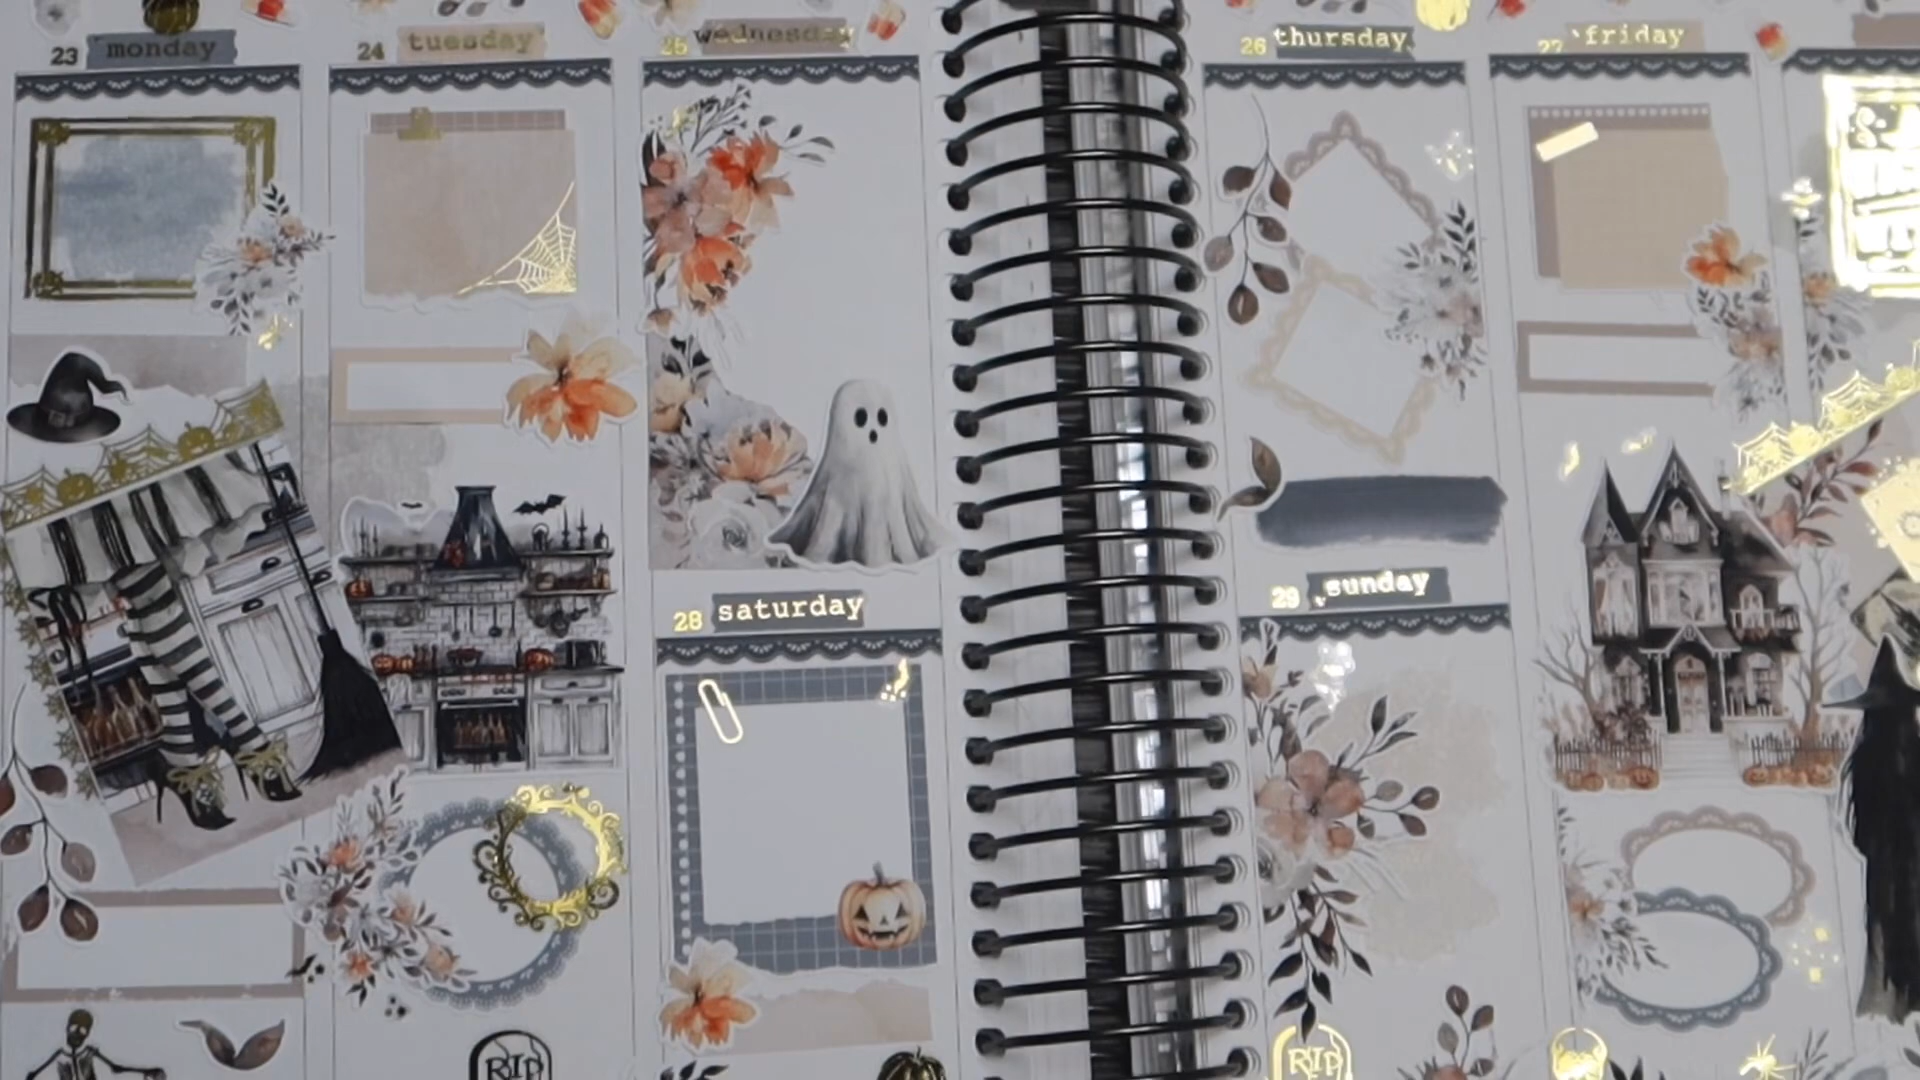 23 monday
24 tuesday
25 wednesday
26 thursday
27 friday
28 saturday
29 sunday
RIP
RIP